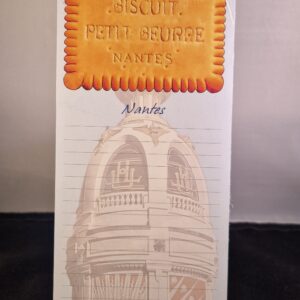 BISCUIT.
PETIT BEURRE
NANTES
Nantes